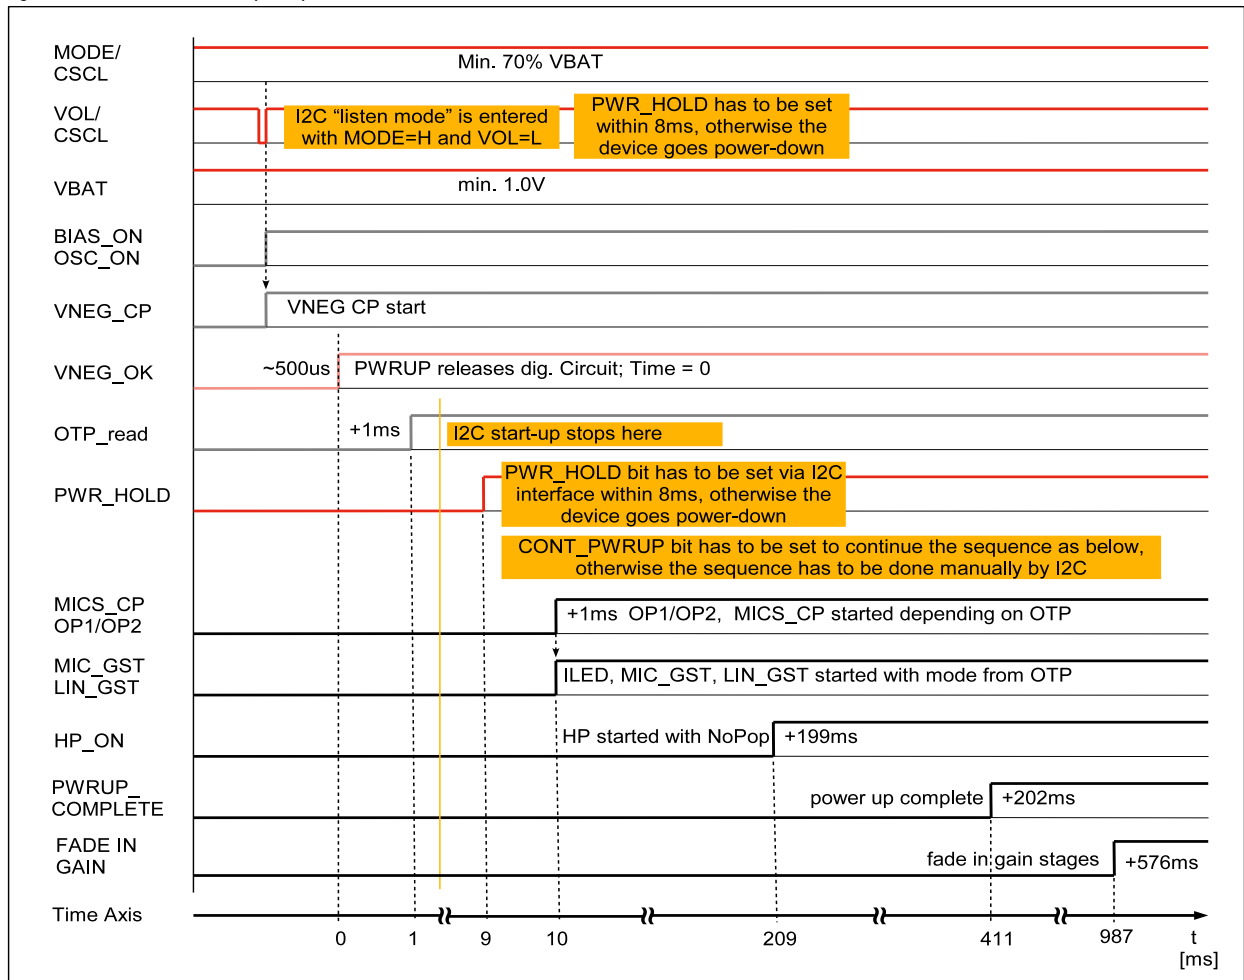 MODE/
CSCL
Min. 70% VBAT
VOL/
CSCL
I2C “listen mode” is entered
with MODE=H and VOL=L
PWR_HOLD has to be set
within 8ms, otherwise the
device goes power-down
VBAT
min. 1.0V
BIAS_ON
OSC_ON
VNEG_CP
VNEG CP start
VNEG_OK
~500us
PWRUP releases dig. Circuit; Time = 0
OTP_read
+1ms
I2C start-up stops here
PWR_HOLD
PWR_HOLD bit has to be set via I2C
interface within 8ms, otherwise the
device goes power-down
CONT_PWRUP bit has to be set to continue the sequence as below,
otherwise the sequence has to be done manually by I2C
MICS_CP
OP1/OP2
+1ms OP1/OP2, MICS_CP started depending on OTP
MIC_GST
LIN_GST
ILED, MIC_GST, LIN_GST started with mode from OTP
HP_ON
HP started with NoPop
+199ms
PWRUP_
COMPLETE
power up complete
+202ms
FADE IN
GAIN
fade in gain stages
+576ms
Time Axis
0 1 9 10 209 411 987 t
[ms]